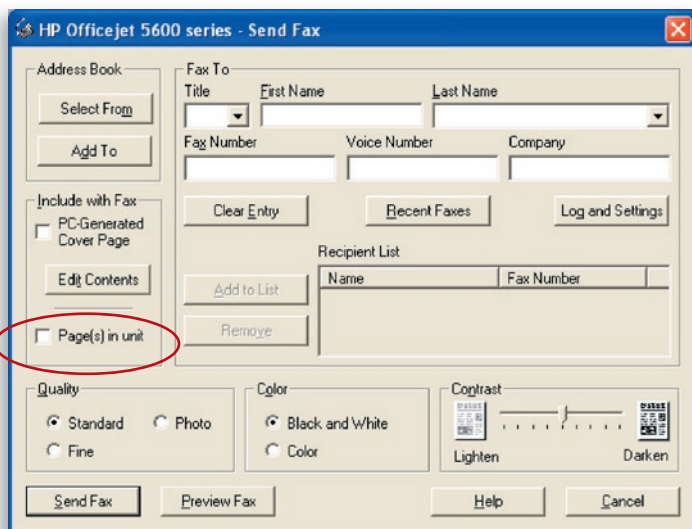 HP Officejet 5600 series - Send Fax
Address Book
Select From
Add To
Fax To
Title First Name Last Name
Fax Number Voice Number Company
Clear Entry Recent Faxes Log and Settings
Include with Fax
PC-Generated
Cover Page
Edit Contents
Page(s) in unit
Recipient List
Add to List
Remove
Name Fax Number
Quality
Standard Photo
Fine
Color
Black and White
Color
Contrast
Lighten Darken
Send Fax Preview Fax Help Cancel